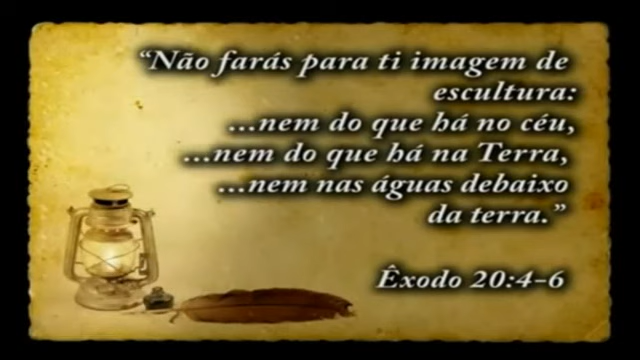 “Não farás para ti imagem de
escultura:
...nem do que há no céu,
...nem do que há na Terra,
...nem nas águas debaixo
da terra.”
Êxodo 20:4-6